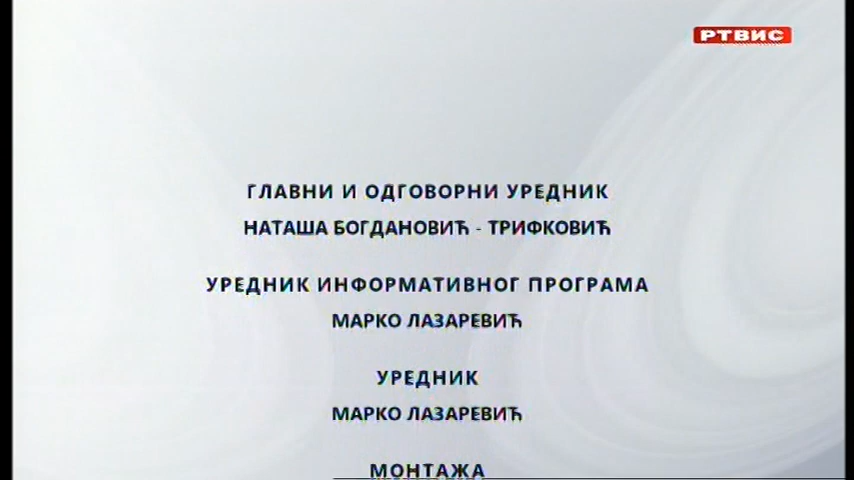 РТВИС
ГЛАВНИ И ОДГОВОРНИ УРЕДНИК
НАТАША БОГДАНОВИЋ - ТРИФКОВИЋ
УРЕДНИК ИНФОРМАТИВНОГ ПРОГРАМА
МАРКО ЛАЗАРЕВИЋ
УРЕДНИК
МАРКО ЛАЗАРЕВИЋ
МОНТАЖА